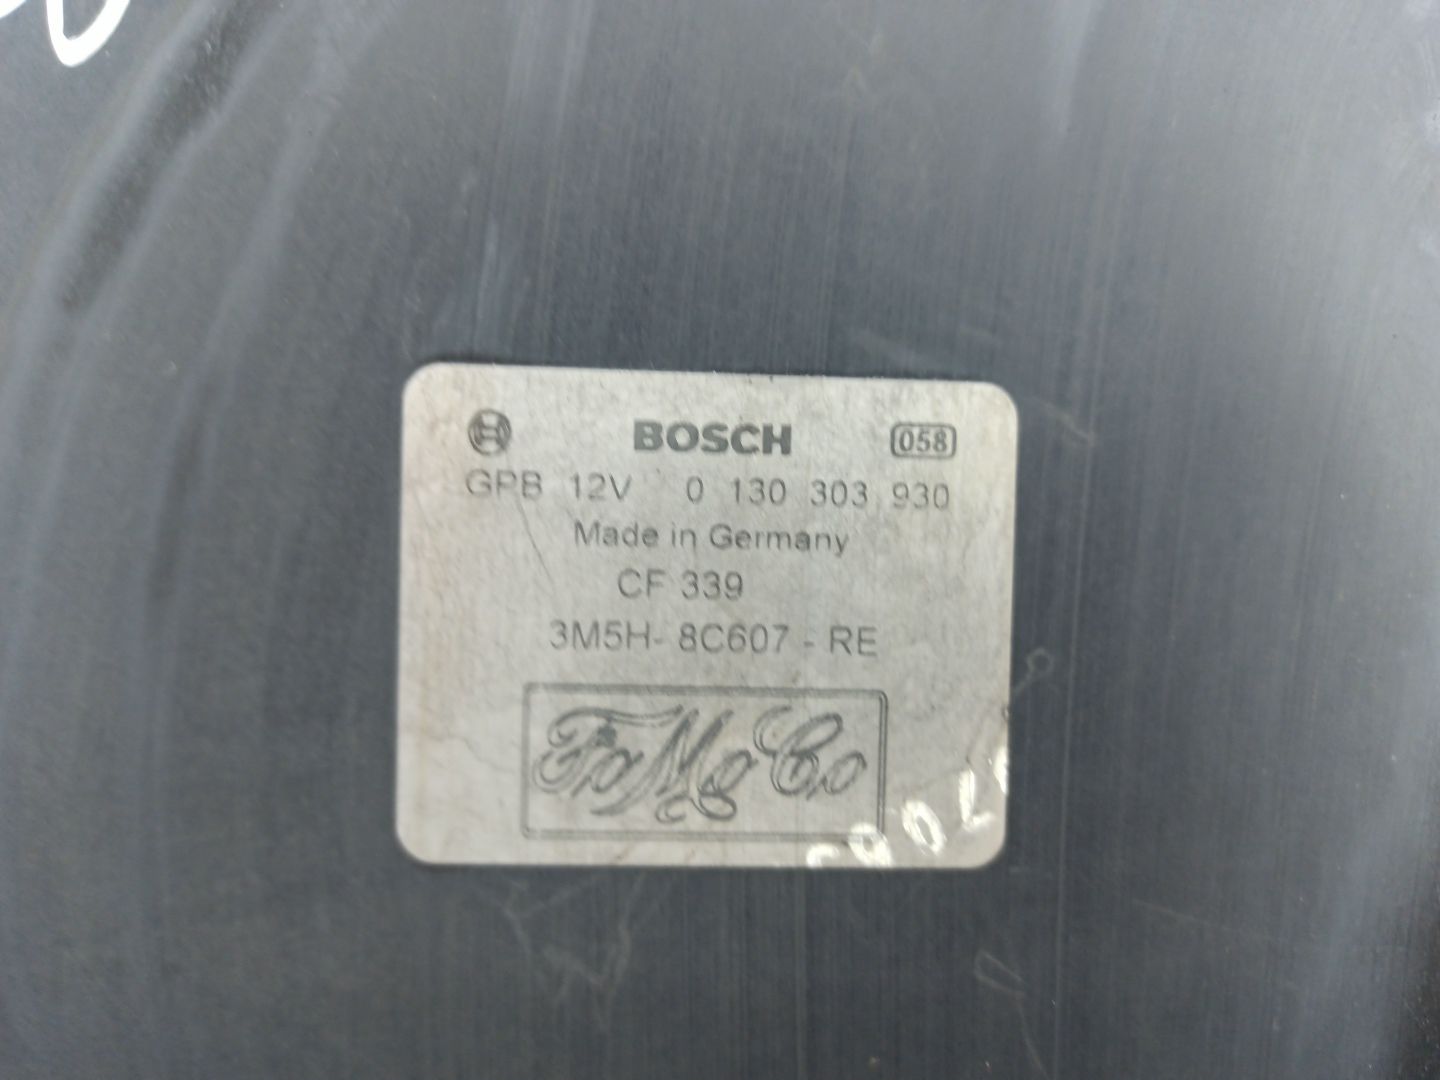 BOSCH 058
GPB 12V 0 130 303 930
Made in Germany
CF 339
3M5H- 8C607 - RE
FoMoCo